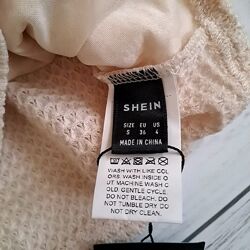 SHEIN
SIZE EU US
S 36 4
MADE IN CHINA
WASH WITH LIKE COL
ORS. WASH INSIDE O
UT. MACHINE WASH C
OLD. GENTLE CYCLE.
DO NOT BLEACH. DO
NOT TUMBLE DRY. DO
NOT DRY CLEAN.